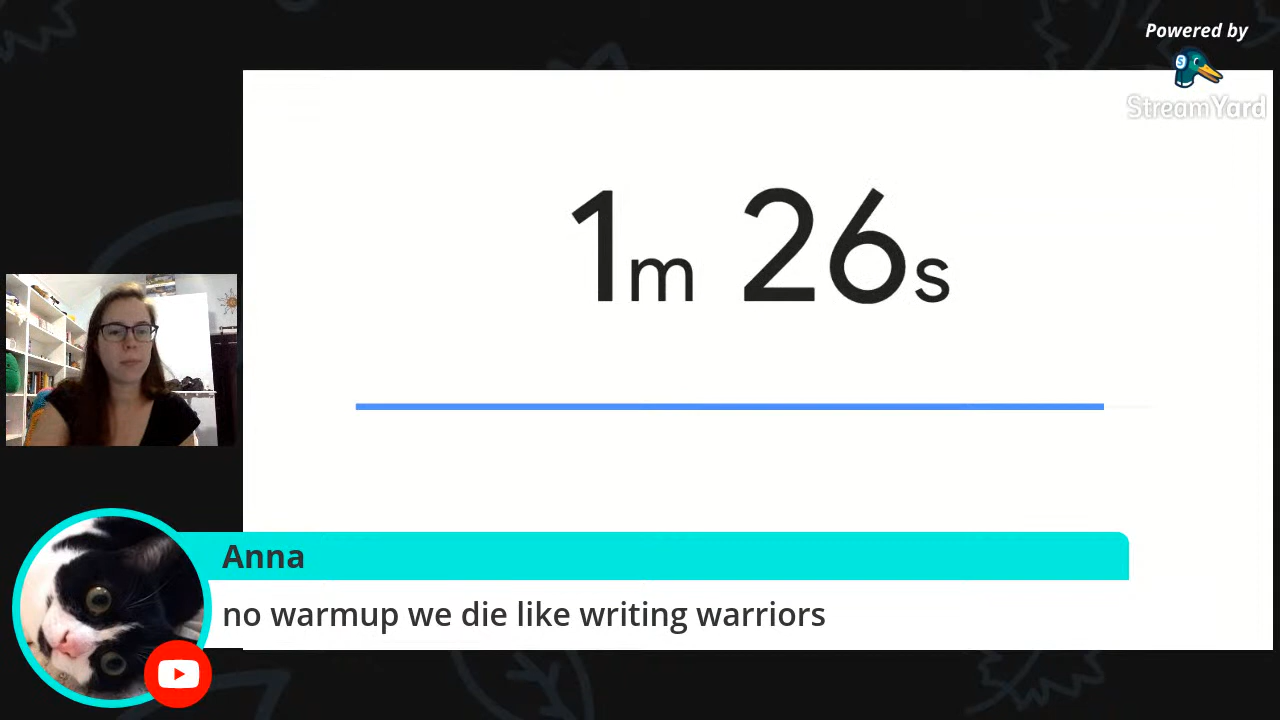 Powered by
StreamYard
1m 26s
Anna
no warmup we die like writing warriors